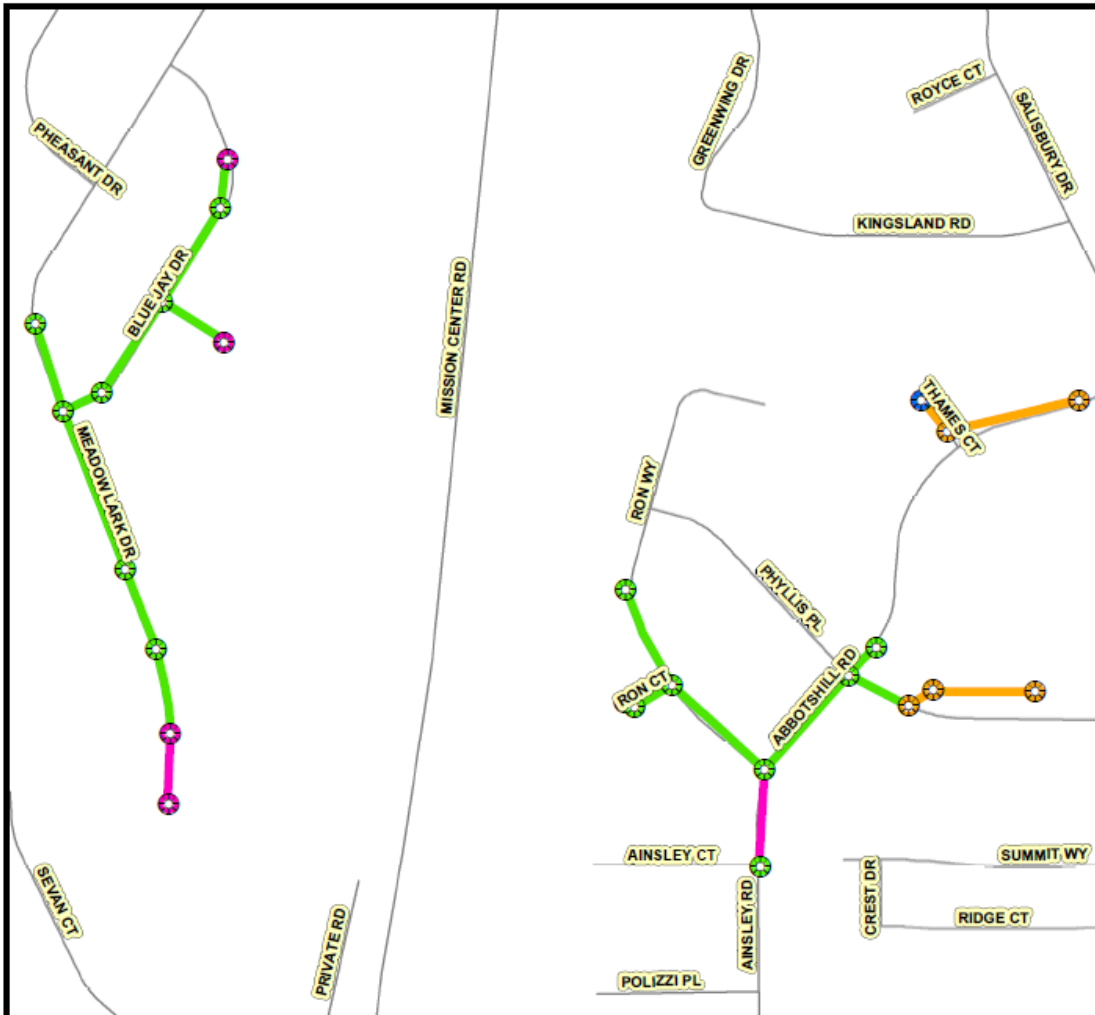 ROYCE CT
GREENWING DR
SALISBURY DR
PHEASANT DR
KINGSLAND RD
BLUE JAY DR
MISSION CENTER RD
THAMES CT
MEADOW LARK DR
RON WY
PHYLLIS PL
RON CT
ABBOTSHILL RD
AINSLEY CT
SUMMIT WY
SEVAN CT
CREST DR
RIDGE CT
AINSLEY RD
PRIVATE RD
POLIZZI PL